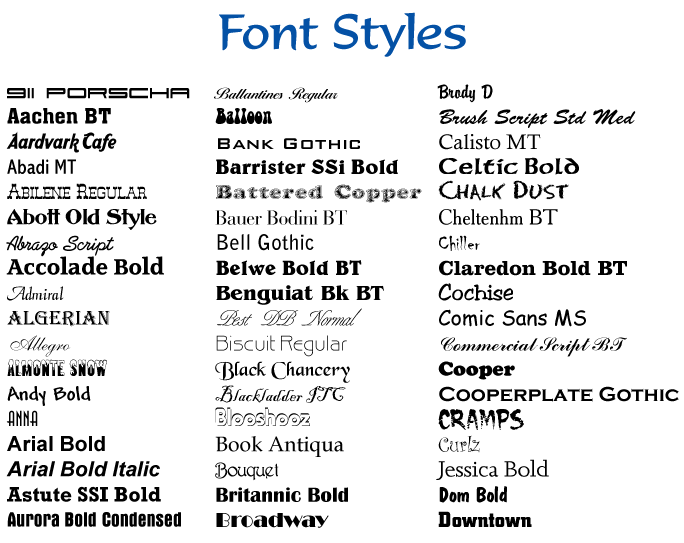 Font Styles
911 PORSCHA
Aachen BT
Aardvark Cafe
Abadi MT
Abilene Regular
Abott Old Style
Abrazo Script
Accolade Bold
Admiral
ALGERIAN
Allegro
ALMONTE SNOW
Andy Bold
ANNA
Arial Bold
Arial Bold Italic
Astute SSI Bold
Aurora Bold Condensed
Ballantines Regular
Balloon
Bank Gothic
Barrister SSi Bold
Battered Copper
Bauer Bodini BT
Bell Gothic
Belwe Bold BT
Benguiat Bk BT
Best DB Normal
Biscuit Regular
Black Chancery
Blackladder ITC
Blooshooz
Book Antiqua
Bouquet
Britannic Bold
Broadway
Brody D
Brush Script Std Med
Calisto MT
Celtic Bold
Chalk Dust
Cheltenhm BT
Chiller
Claredon Bold BT
Cochise
Comic Sans MS
Commercial Script BT
Cooper
Cooperplate Gothic
CRAMPS
Curlz
Jessica Bold
Dom Bold
Downtown